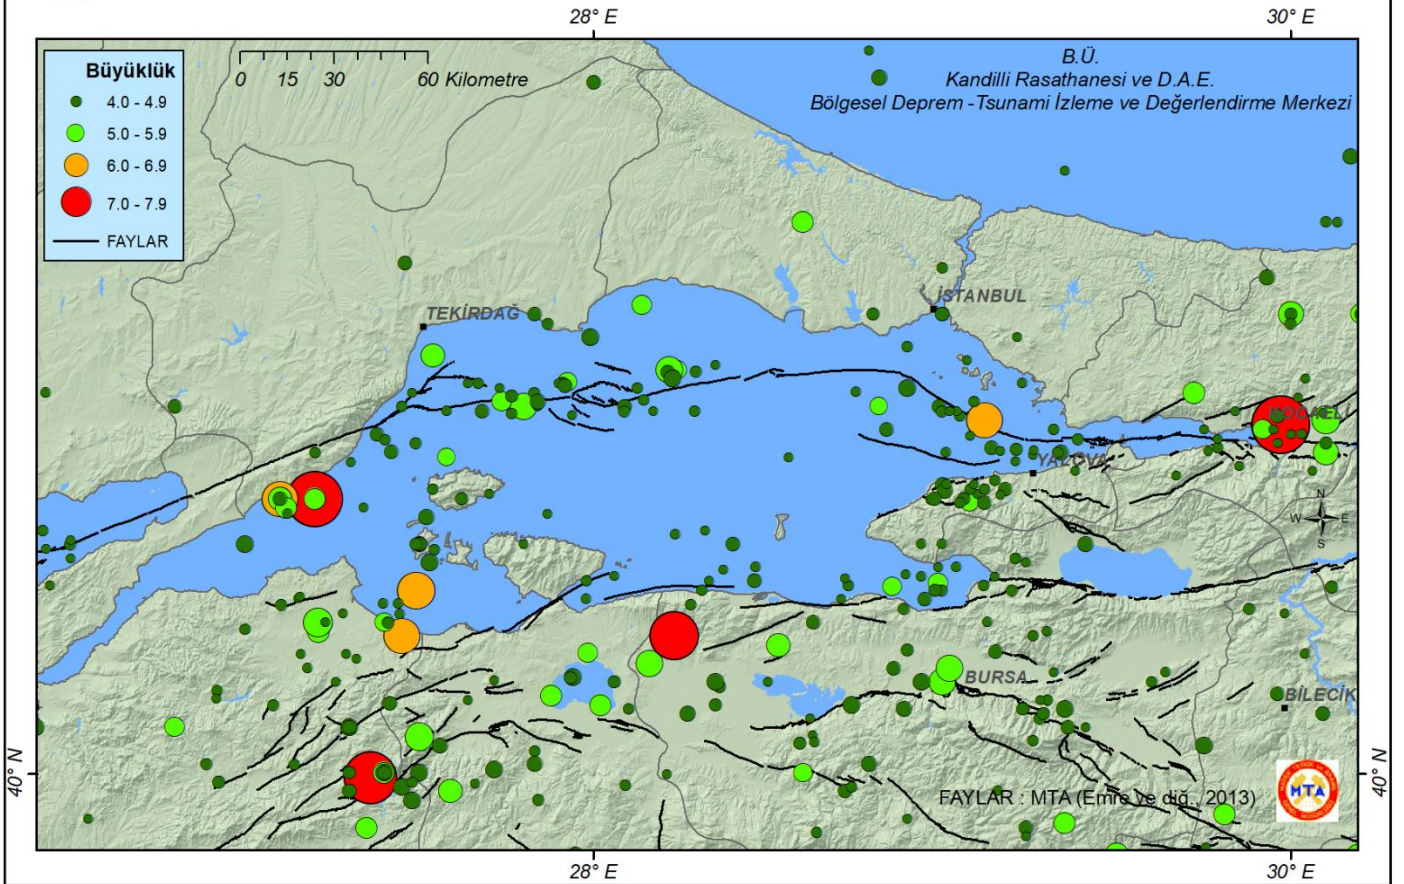 28° E
30° E
Büyüklük
4.0 - 4.9
5.0 - 5.9
6.0 - 6.9
7.0 - 7.9
FAYLAR
0 15 30 60 Kilometre
B.Ü.
Kandilli Rasathanesi ve D.A.E.
Bölgesel Deprem -Tsunami İzleme ve Değerlendirme Merkezi
İSTANBUL
TEKİRDAĞ
KOCAELİ
YALOVA
N
W E
S
BURSA
BİLECİK
40° N
40° N
FAYLAR : MTA (Emre ve diğ., 2013)
MTA
28° E
30° E